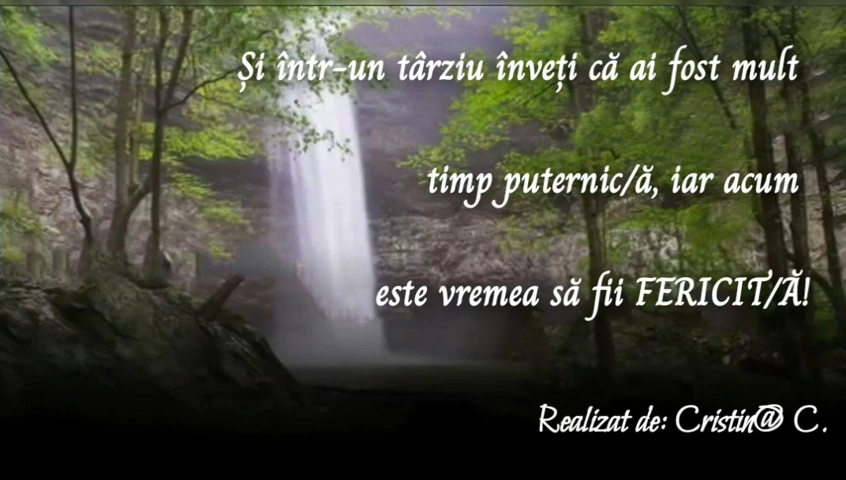 Și într-un târziu înveți că ai fost mult
timp puternic/ă, iar acum
este vremea să fii FERICIT/Ă!
Realizat de: Cristin@ C.